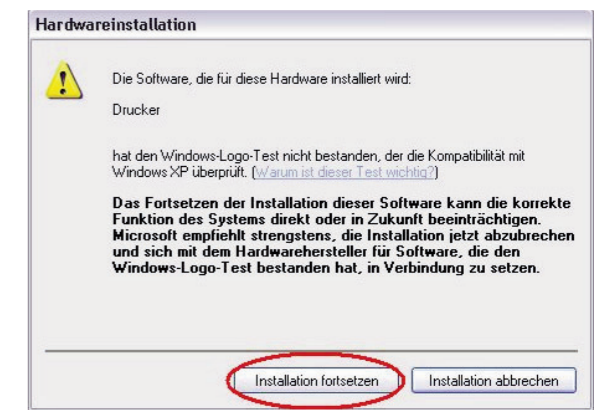 Hardwareinstallation
Die Software, die für diese Hardware installiert wird:
Drucker
hat den Windows-Logo-Test nicht bestanden, der die Kompatibilität mit
Windows XP überprüft. (Warum ist dieser Test wichtig?)
Das Fortsetzen der Installation dieser Software kann die korrekte
Funktion des Systems direkt oder in Zukunft beeinträchtigen.
Microsoft empfiehlt strengstens, die Installation jetzt abzubrechen
und sich mit dem Hardwarehersteller für Software, die den
Windows-Logo-Test bestanden hat, in Verbindung zu setzen.
Installation fortsetzen Installation abbrechen